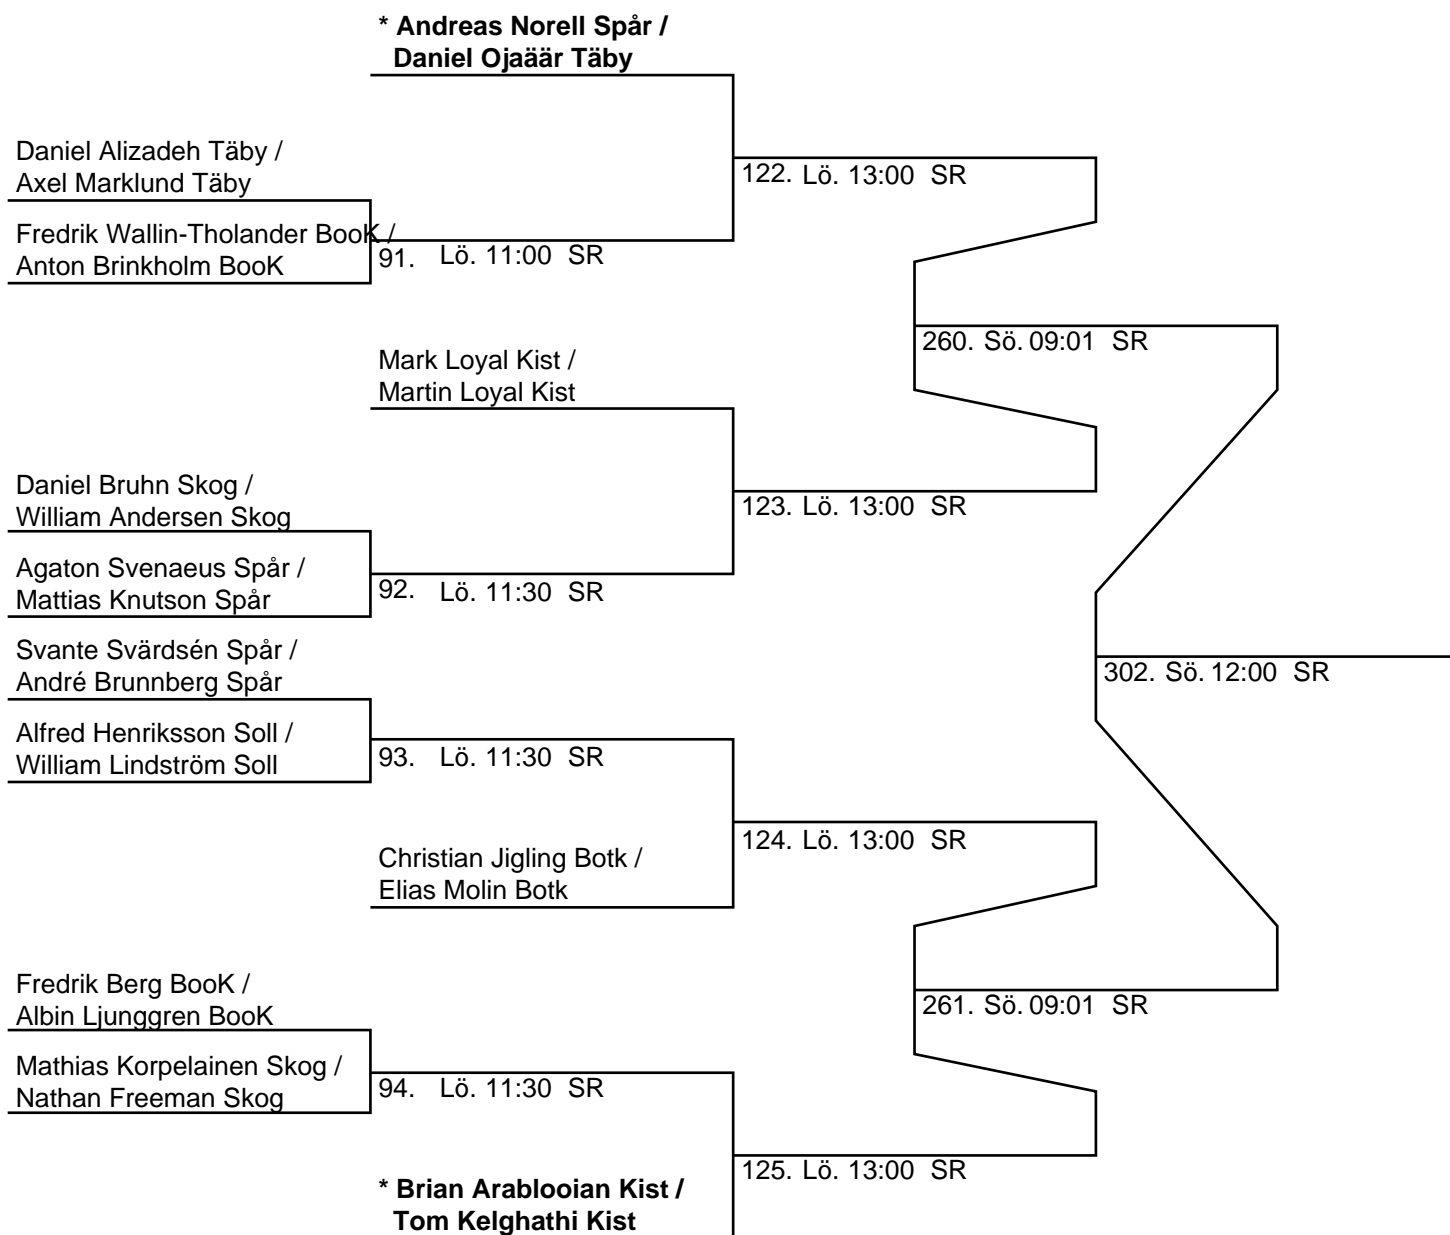 * Andreas Norell Spår /
Daniel Ojaäär Täby
Daniel Alizadeh Täby /
Axel Marklund Täby
122. Lö. 13:00 SR
Fredrik Wallin-Tholander BooK /
Anton Brinkholm BooK
91. Lö. 11:00 SR
260. Sö. 09:01 SR
Mark Loyal Kist /
Martin Loyal Kist
Daniel Bruhn Skog /
William Andersen Skog
123. Lö. 13:00 SR
Agaton Svenaeus Spår /
Mattias Knutson Spår
92. Lö. 11:30 SR
Svante Svärdsén Spår /
André Brunnberg Spår
302. Sö. 12:00 SR
Alfred Henriksson Soll /
William Lindström Soll
93. Lö. 11:30 SR
124. Lö. 13:00 SR
Christian Jigling Botk /
Elias Molin Botk
Fredrik Berg BooK /
Albin Ljunggren BooK
261. Sö. 09:01 SR
Mathias Korpelainen Skog /
Nathan Freeman Skog
94. Lö. 11:30 SR
125. Lö. 13:00 SR
* Brian Arablooian Kist /
Tom Kelghathi Kist